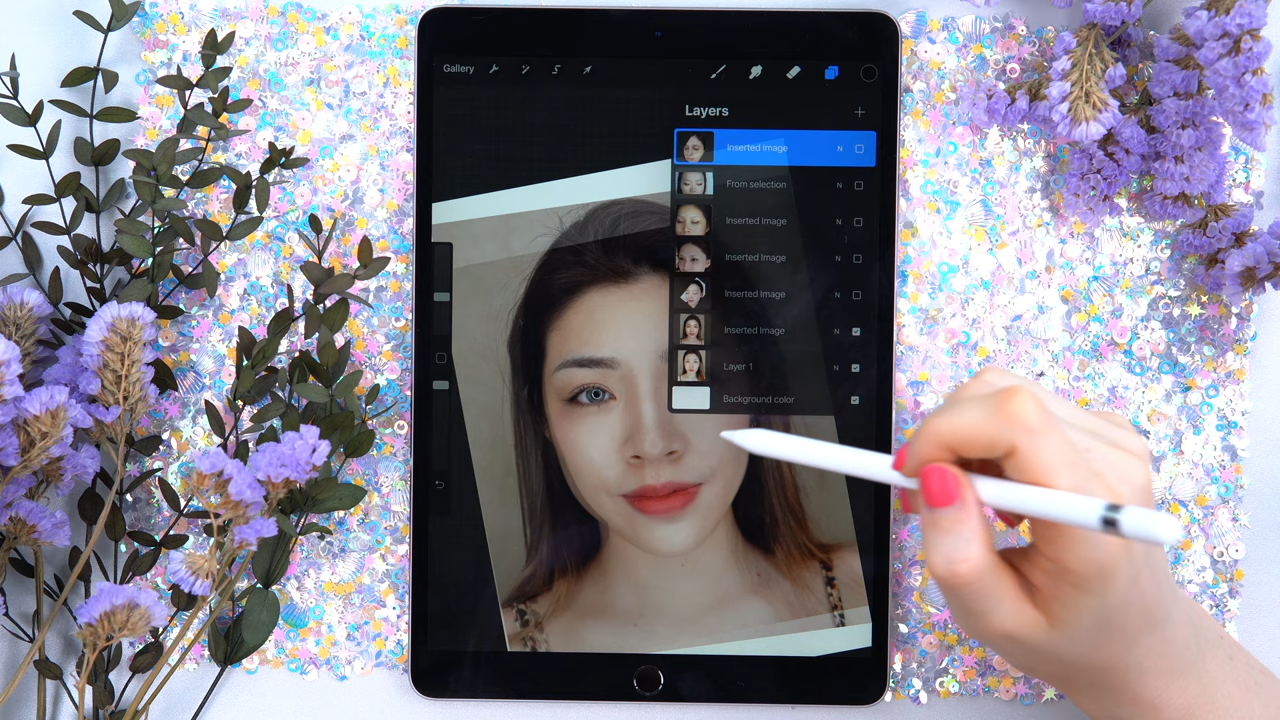 Gallery
Layers
Inserted Image N
From selection N
Inserted Image N
Inserted Image N
Inserted Image N
Inserted Image N
Layer 1 N
Background color